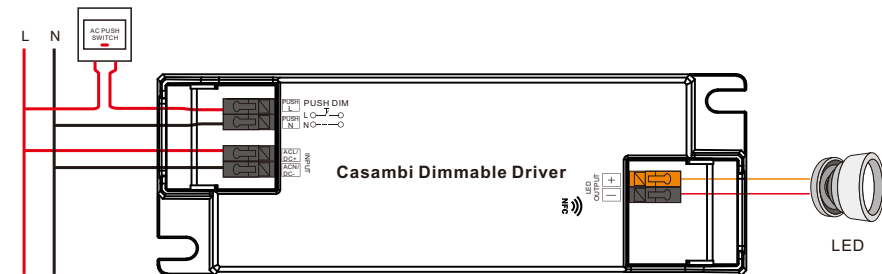 L N
AC PUSH
SWITCH
PUSH
L
PUSH DIM
L
PUSH
N
N
ACL/
DC+
ACN/
DC-
INPUT
Casambi Dimmable Driver
NFC
LED
OUTPUT
+
—
LED